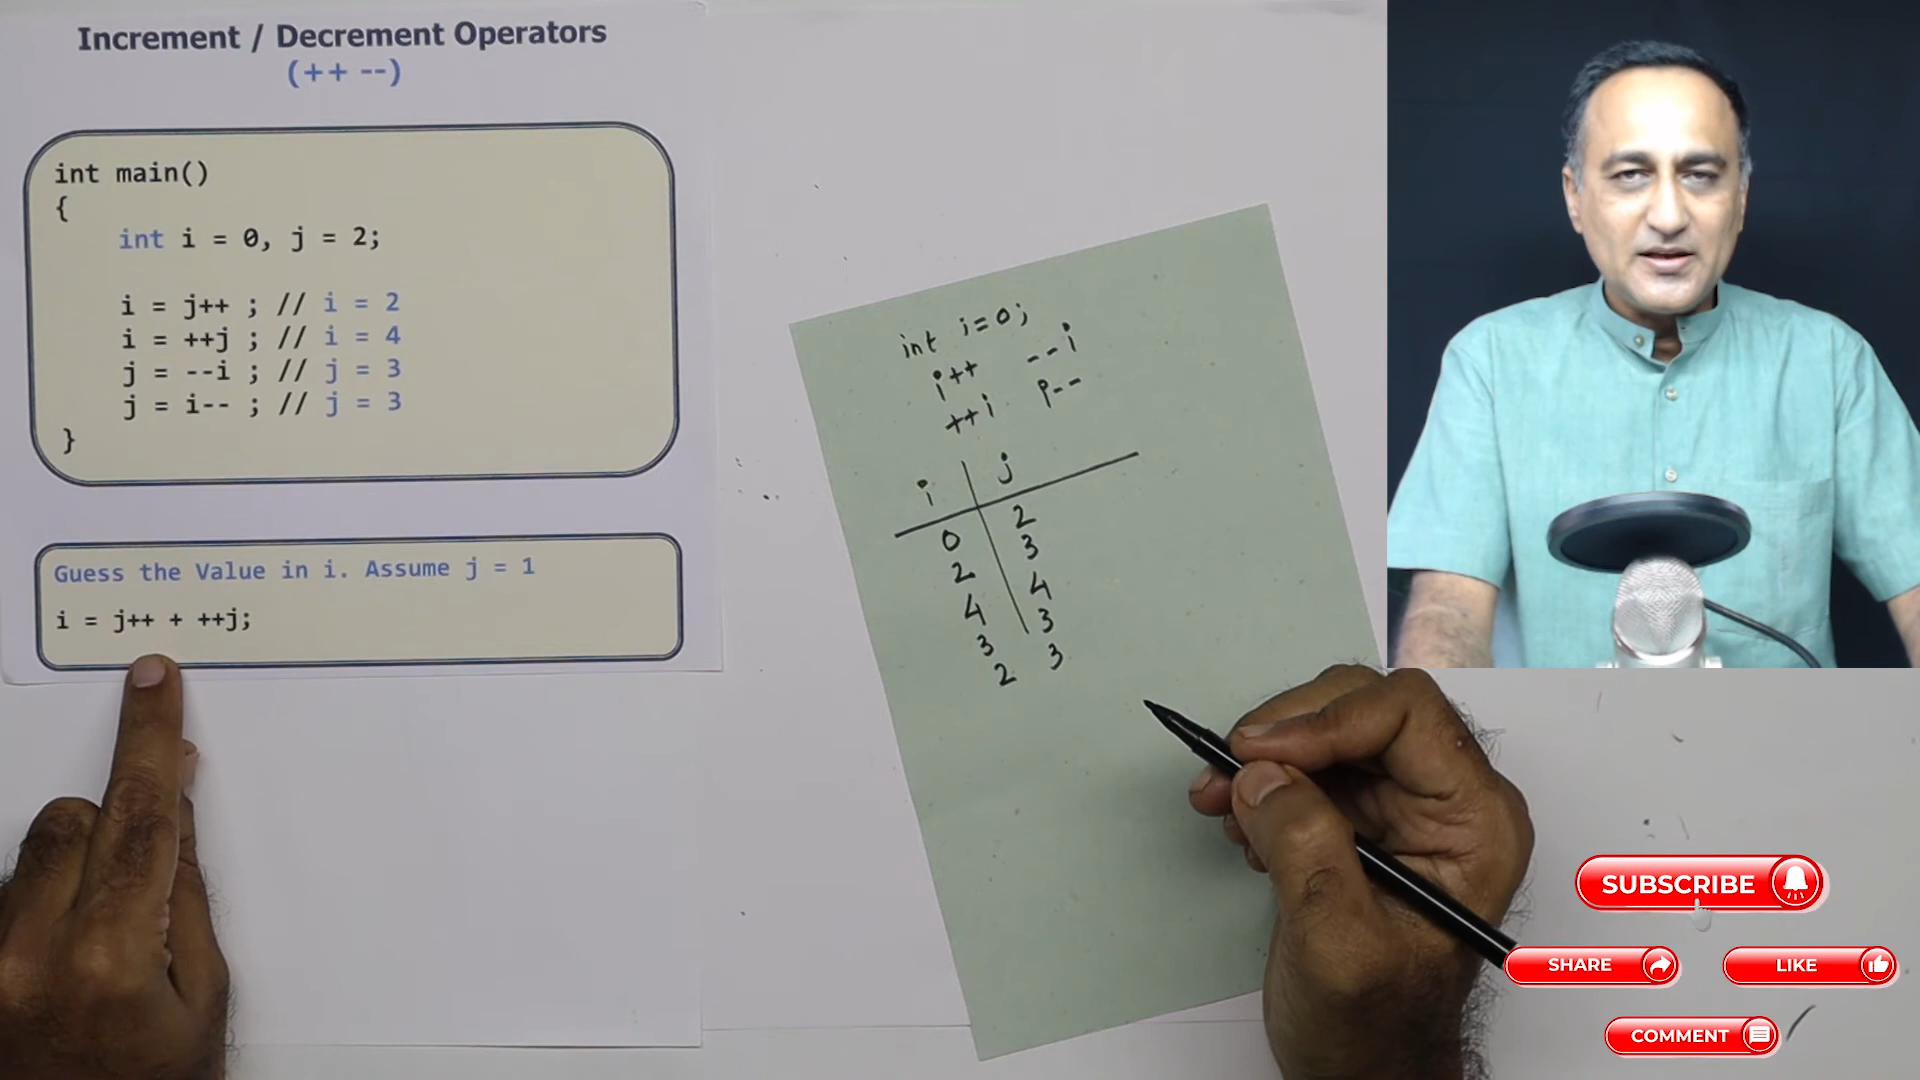 Increment / Decrement Operators
(++ --)
int main()
{
int i = 0, j = 2;
i = j++ ; // i = 2
i = ++j ; // i = 4
j = --i ; // j = 3
j = i-- ; // j = 3
}
Guess the Value in i. Assume j = 1
i = j++ + ++j;
int i=0;
i++ --i
++i i--
i j
0 2
2 3
4 4
3 3
2 3
SUBSCRIBE
SHARE
LIKE
COMMENT